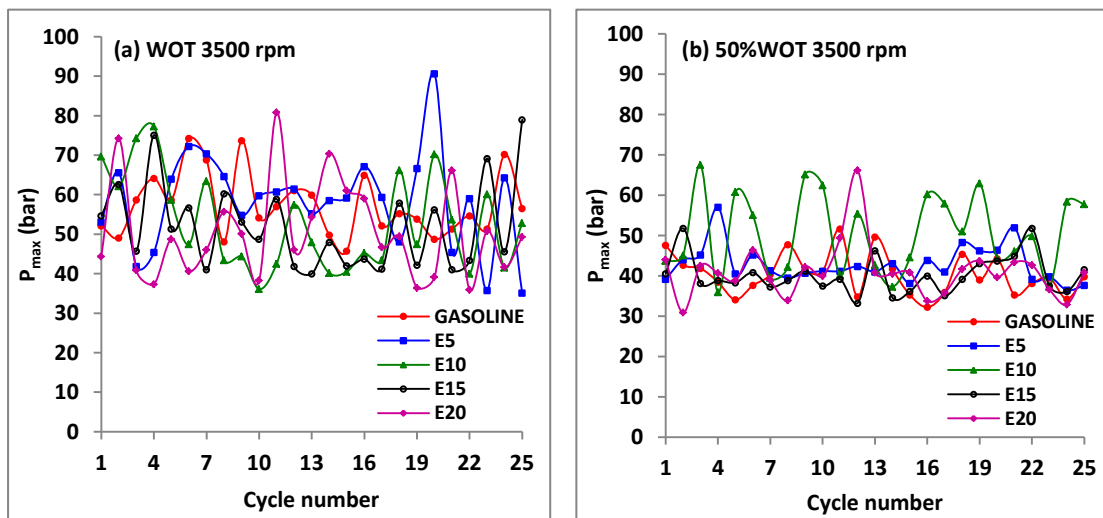 (a) WOT 3500 rpm
P_max (bar)
100
90
80
70
60
50
40
30
20
10
0
GASOLINE
E5
E10
E15
E20
1 4 7 10 13 16 19 22 25
Cycle number
(b) 50%WOT 3500 rpm
P_max (bar)
100
90
80
70
60
50
40
30
20
10
0
GASOLINE
E5
E10
E15
E20
1 4 7 10 13 16 19 22 25
Cycle number